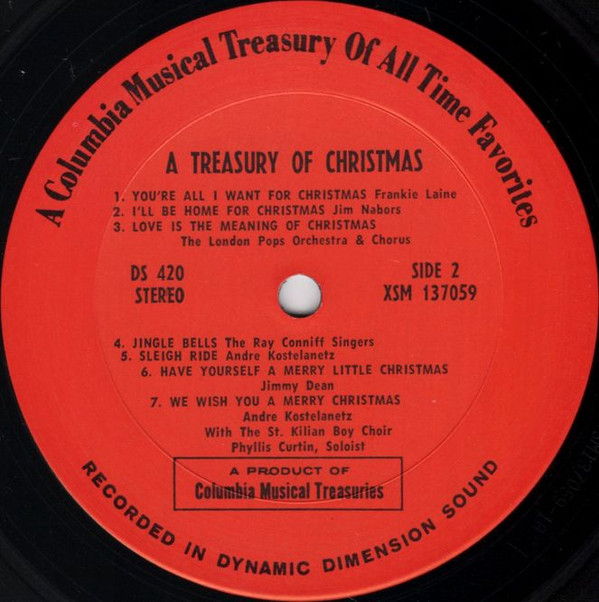 A Columbia Musical Treasury Of All Time Favorites
A TREASURY OF CHRISTMAS
1. YOU'RE ALL I WANT FOR CHRISTMAS Frankie Laine
2. I'LL BE HOME FOR CHRISTMAS Jim Nabors
3. LOVE IS THE MEANING OF CHRISTMAS
The London Pops Orchestra & Chorus
DS 420
STEREO
SIDE 2
XSM 137059
4. JINGLE BELLS The Ray Conniff Singers
5. SLEIGH RIDE Andre Kostelanetz
6. HAVE YOURSELF A MERRY LITTLE CHRISTMAS
Jimmy Dean
7. WE WISH YOU A MERRY CHRISTMAS
Andre Kostelanetz
With The St. Kilian Boy Choir
Phyllis Curtin, Soloist
A PRODUCT OF
Columbia Musical Treasuries
RECORDED IN DYNAMIC DIMENSION SOUND